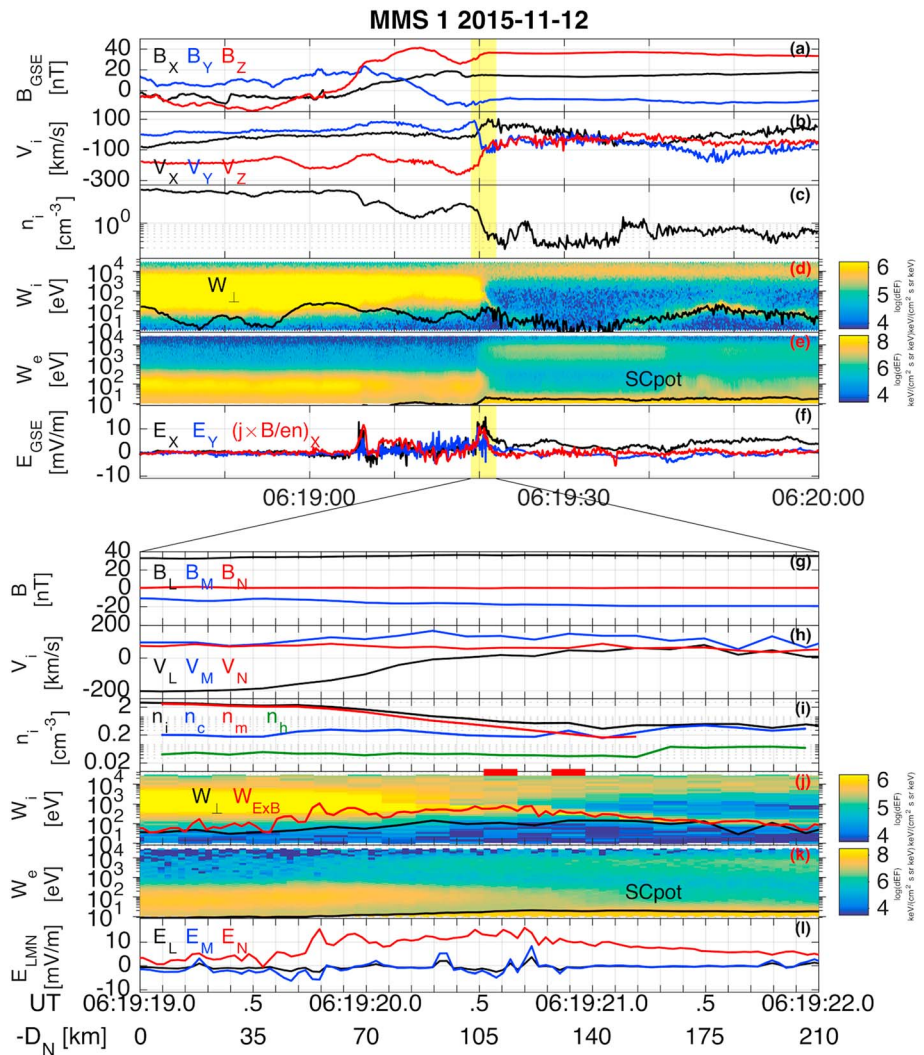 MMS 1 2015-11-12
40
20
0
B_GSE [nT]
B_X B_Y B_Z
(a)
100
-100
-300
V_i [km/s]
V_X V_Y V_Z
(b)
10^0
n_i [cm^-3]
(c)
10^4
10^3
10^2
10^1
W_i [eV]
W_⊥
(d)
6
5
4
log(dEF)
keV/(cm^2 s sr keV)
10^4
10^3
10^2
10^1
W_e [eV]
SCpot
(e)
8
6
4
log(dEF)
keV/(cm^2 s sr keV)
10
0
-10
E_GSE [mV/m]
E_X E_Y (j×B/en)_X
(f)
06:19:00 06:19:30 06:20:00
40
20
0
-20
B [nT]
B_L B_M B_N
(g)
200
0
-200
V_i [km/s]
V_L V_M V_N
(h)
2
0.2
0.02
n_i [cm^-3]
n_i n_c n_m n_h
(i)
10^4
10^3
10^2
10^1
W_i [eV]
W_⊥ W_ExB
(j)
6
5
4
log(dEF)
keV/(cm^2 s sr keV)
10^4
10^3
10^2
10^1
W_e [eV]
SCpot
(k)
8
6
4
log(dEF)
keV/(cm^2 s sr keV)
10
0
-10
E_LMN [mV/m]
E_L E_M E_N
(l)
UT 06:19:19.0 .5 06:19:20.0 .5 06:19:21.0 .5 06:19:22.0
-D_N [km] 0 35 70 105 140 175 210